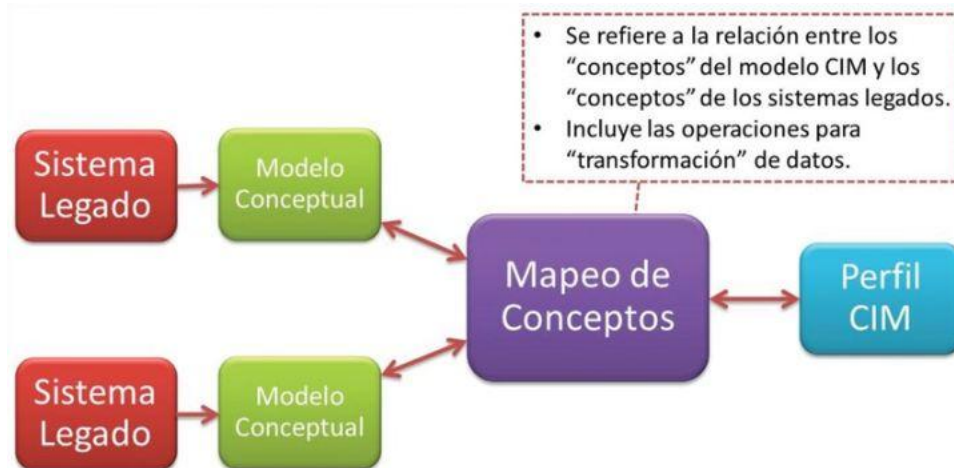 • Se refiere a la relación entre los
“conceptos” del modelo CIM y los
“conceptos” de los sistemas legados.
• Incluye las operaciones para
“transformación” de datos.
Sistema
Legado
Modelo
Conceptual
Mapeo de
Conceptos
Perfil
CIM
Sistema
Legado
Modelo
Conceptual